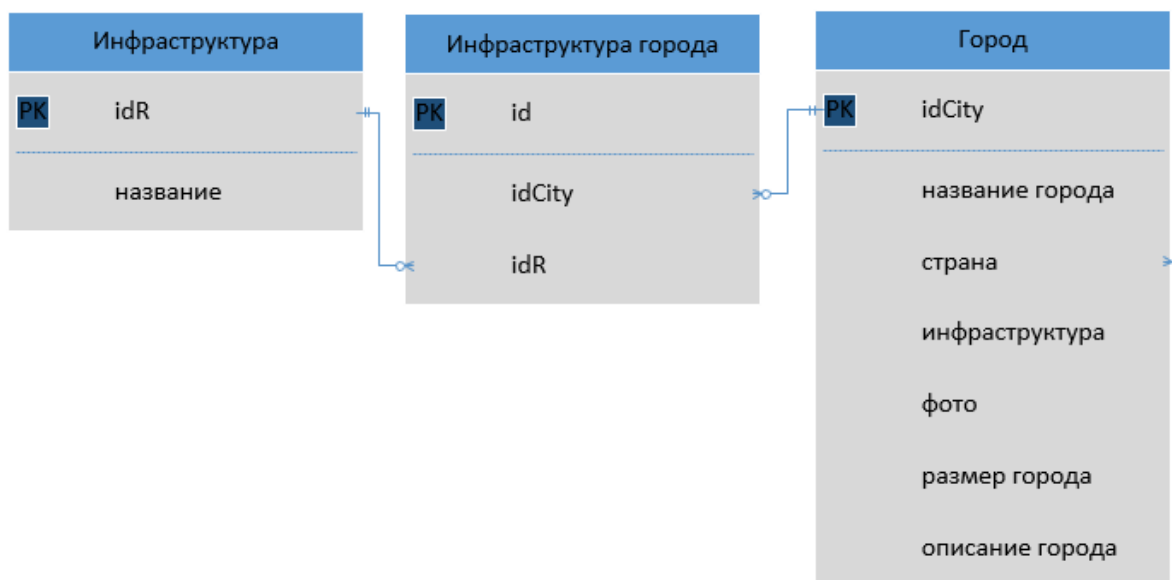 Инфраструктура
PK idR
название
Инфраструктура города
PK id
idCity
idR
Город
PK idCity
название города
страна
инфраструктура
фото
размер города
описание города